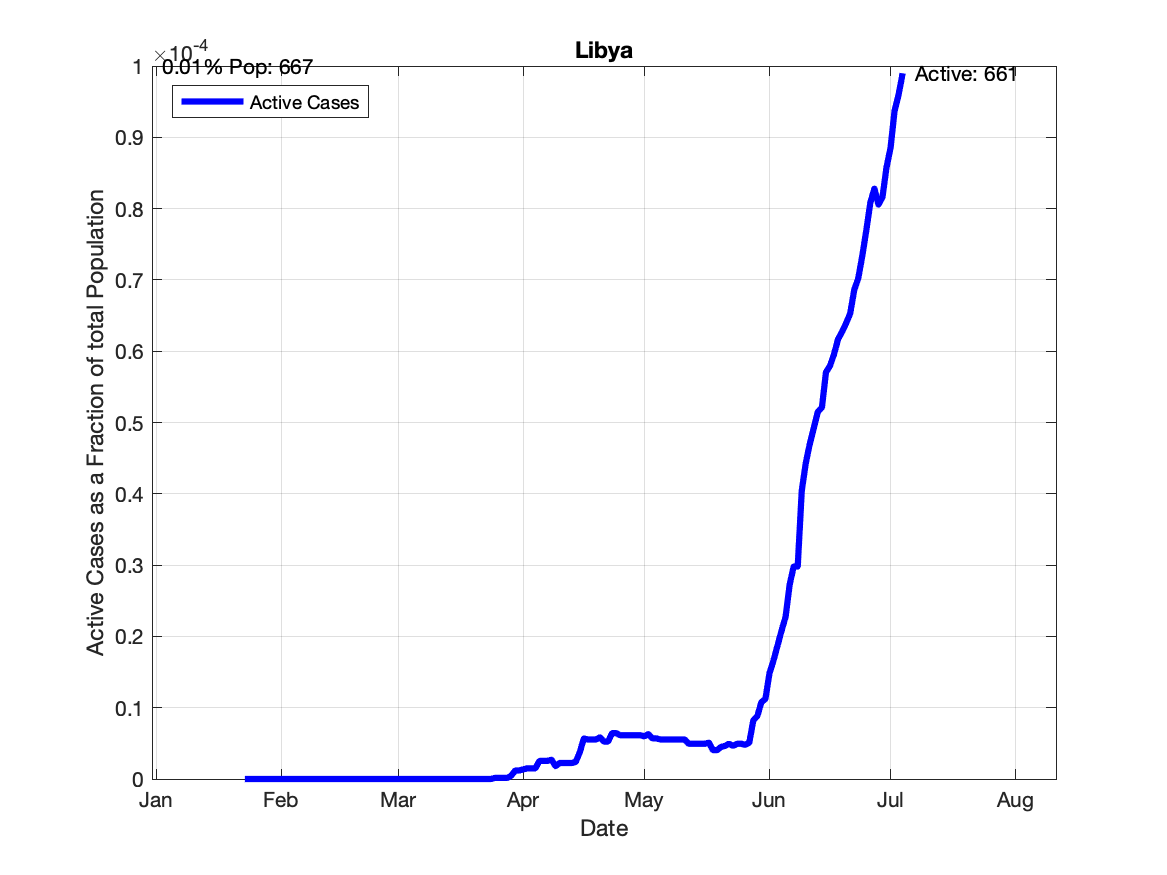 Libya
×10-4
0.01% Pop: 667
Active: 661
Active Cases
Active Cases as a Fraction of total Population
1
0.9
0.8
0.7
0.6
0.5
0.4
0.3
0.2
0.1
0
Jan Feb Mar Apr May Jun Jul Aug
Date